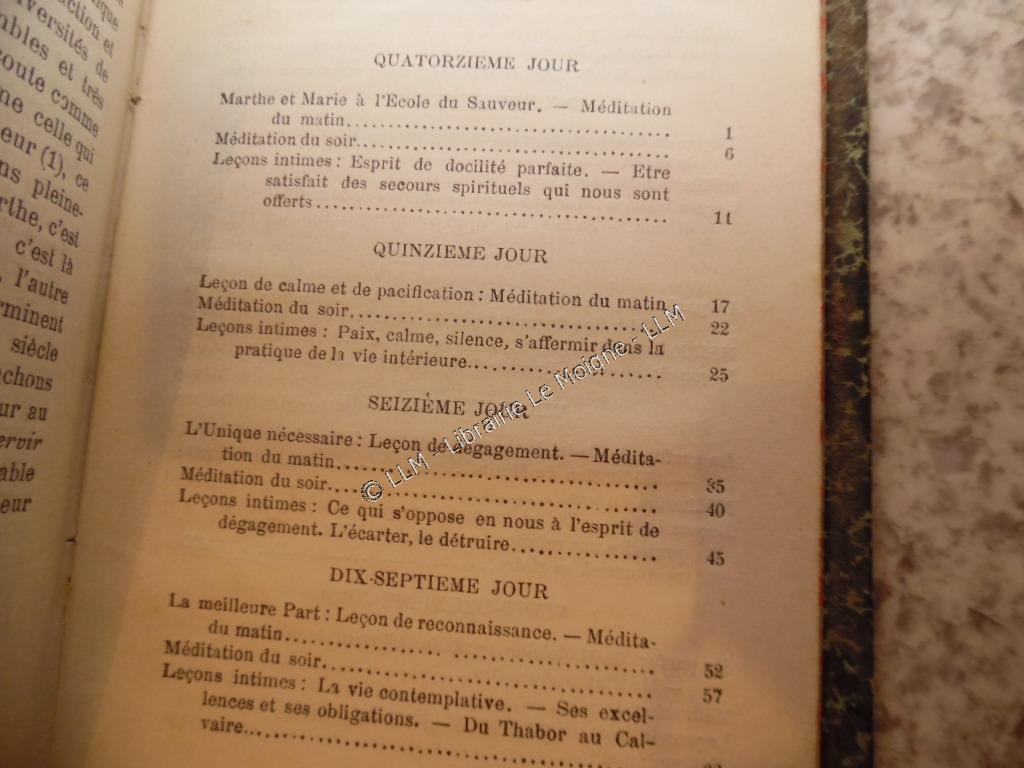 nction et
versités de
nbles et très
coute comme
ne celle qui
eur (1), ce
ns pleine-
rthe, c'est
c'est là
l'autre
rminent
siècle
achons
ur au
ervir
able
eur
QUATORZIEME JOUR
Marthe et Marie à l'Ecole du Sauveur. — Méditation
du matin.......................................... 1
Méditation du soir.......................................... 6
Leçons intimes : Esprit de docilité parfaite. — Etre
satisfait des secours spirituels qui nous sont
offerts.......................................... 11
QUINZIEME JOUR
Leçon de calme et de pacification : Méditation du matin 17
Méditation du soir.......................................... 22
Leçons intimes : Paix, calme, silence, s'affermir dans la
pratique de la vie intérieure.......................... 25
SEIZIÈME JOUR
L'Unique nécessaire : Leçon de dégagement. — Médita-
tion du matin.......................................... 35
Méditation du soir.......................................... 40
Leçons intimes : Ce qui s'oppose en nous à l'esprit de
dégagement. L'écarter, le détruire.................. 45
DIX-SEPTIEME JOUR
La meilleure Part : Leçon de reconnaissance. — Médita-
du matin.......................................... 52
Méditation du soir.......................................... 57
Leçons intimes : La vie contemplative. — Ses excel-
lences et ses obligations. — Du Thabor au Cal-
vaire..........................................
© LLM - Librairie Le Moigne - LLM